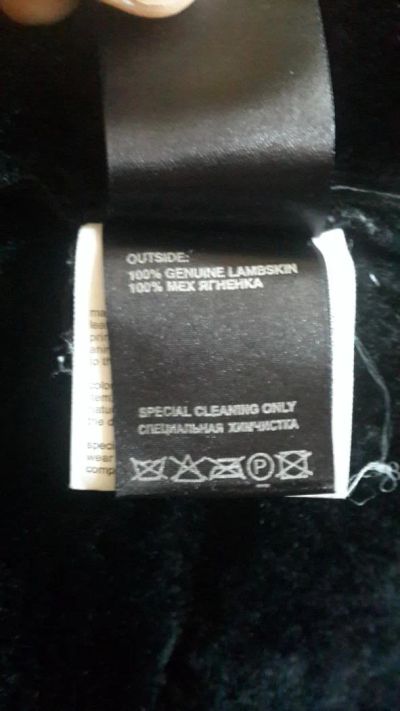 OUTSIDE:
100% GENUINE LAMBSKIN
100% МЕХ ЯГНЕНКА
SPECIAL CLEANING ONLY
СПЕЦИАЛЬНАЯ ХИМЧИСТКА
P